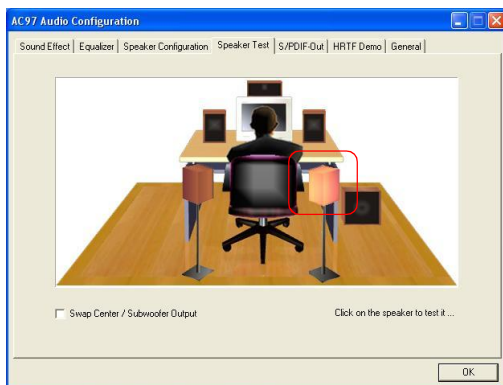 AC97 Audio Configuration
Sound Effect Equalizer Speaker Configuration Speaker Test S/PDIF-Out HRTF Demo General
Swap Center / Subwoofer Output
Click on the speaker to test it ...
OK